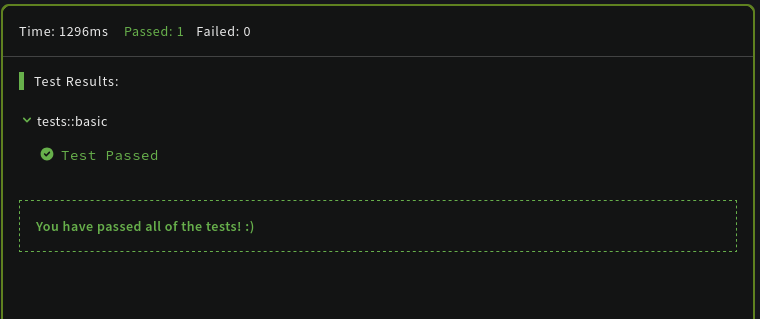 Time: 1296ms Passed: 1 Failed: 0
Test Results:
tests::basic
Test Passed
You have passed all of the tests! :)